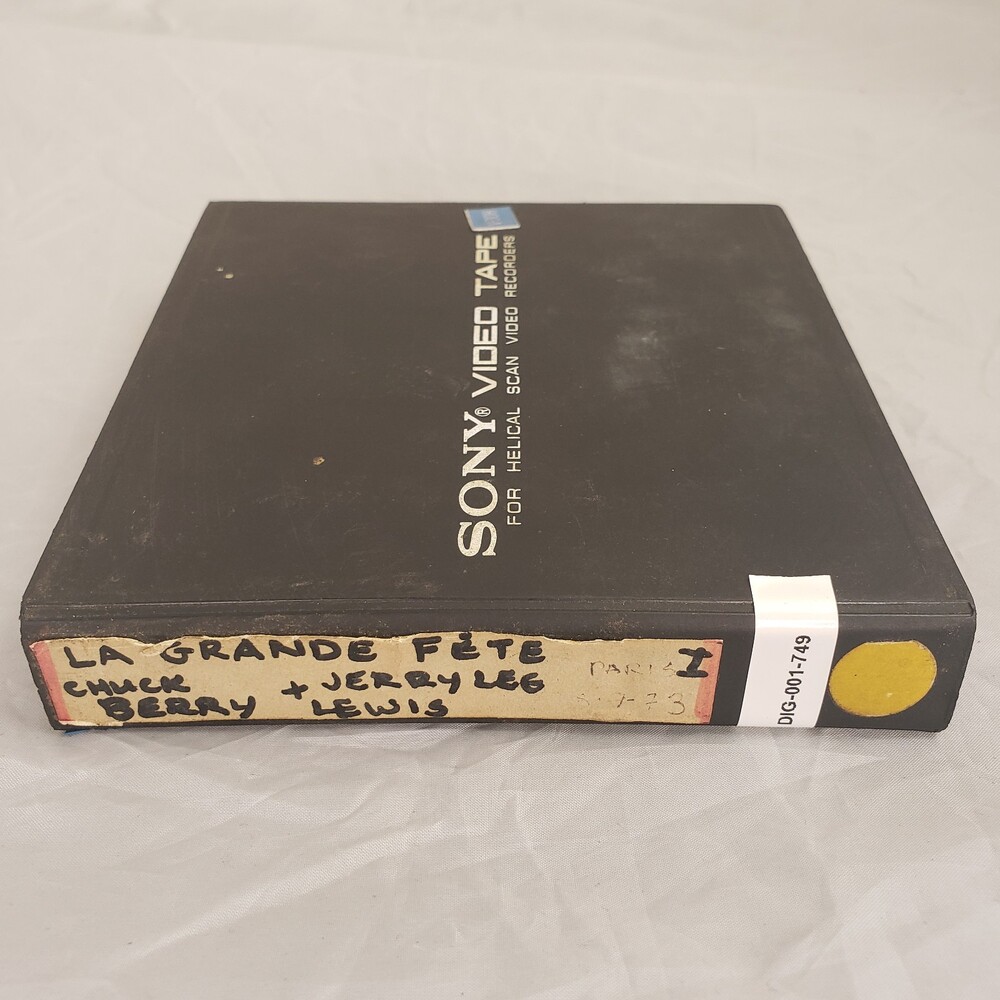 SONY® VIDEO TAPE
FOR HELICAL SCAN VIDEO RECORDERS
LA GRANDE FÊTE
CHUCK BERRY + JERRY LEE LEWIS
PARIS
I
DIG-001-749